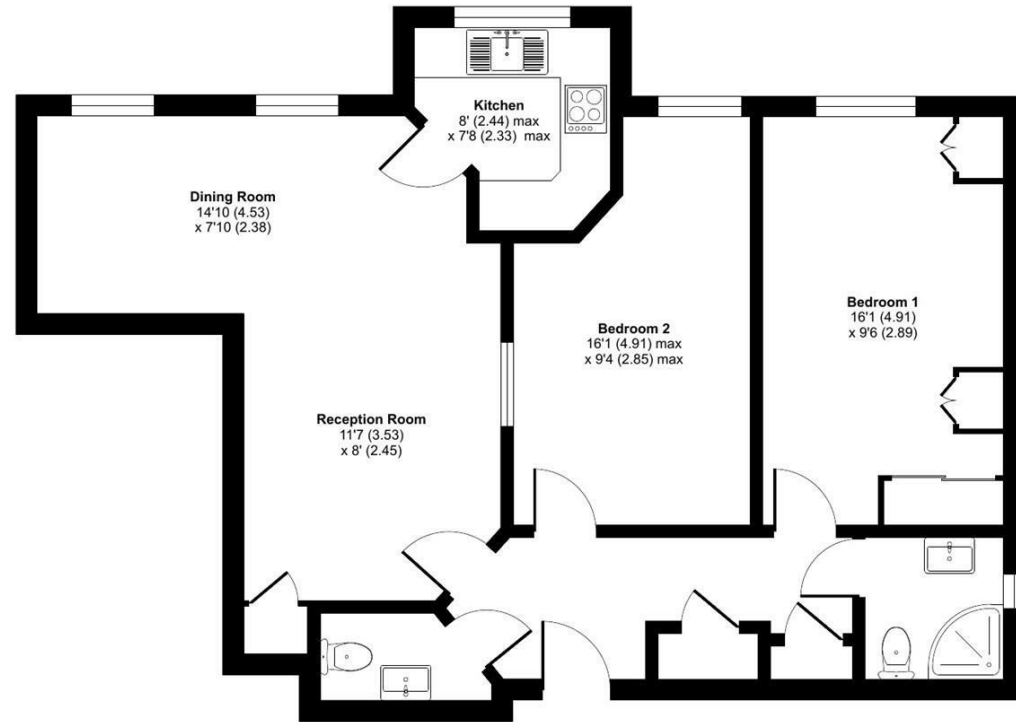 Kitchen
8' (2.44) max
x 7'8 (2.33) max
Dining Room
14'10 (4.53)
x 7'10 (2.38)
Bedroom 1
16'1 (4.91)
x 9'6 (2.89)
Bedroom 2
16'1 (4.91) max
x 9'4 (2.85) max
Reception Room
11'7 (3.53)
x 8' (2.45)